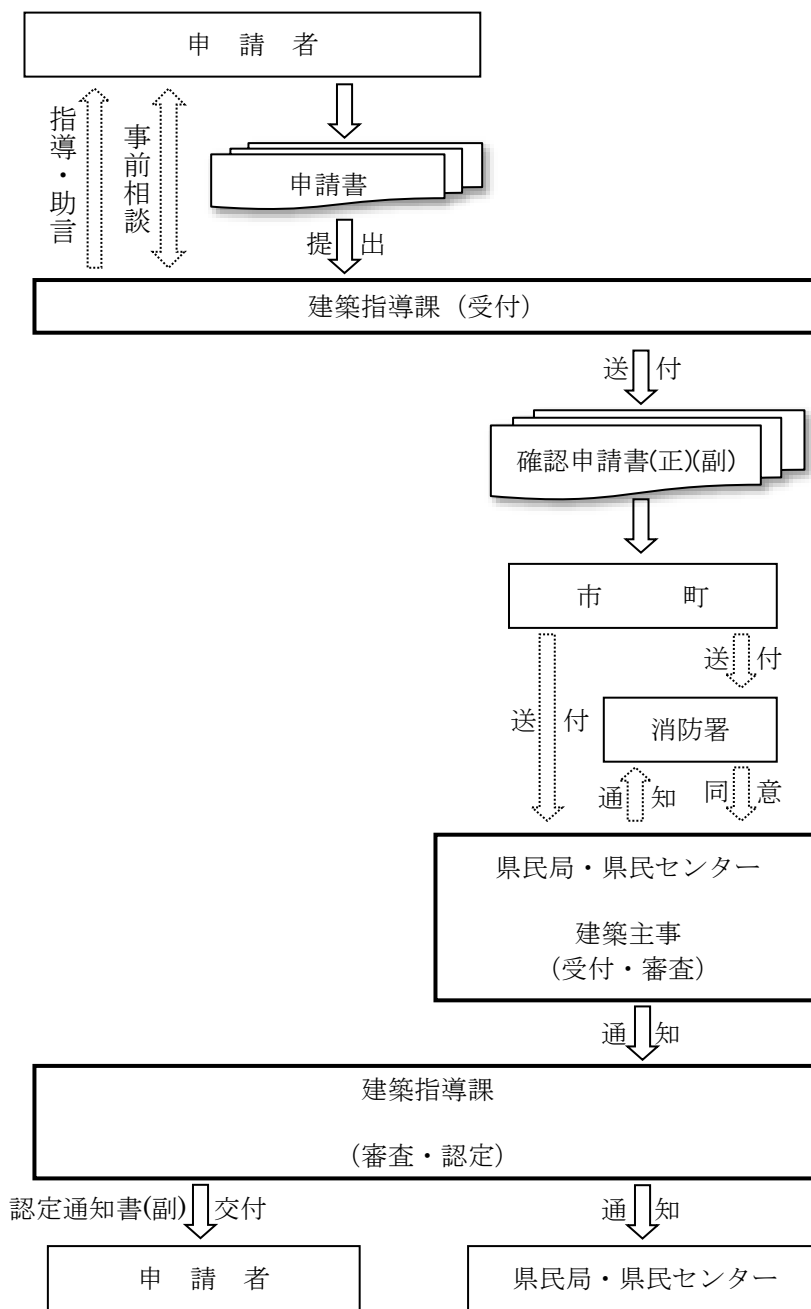 申　請　者
指導・助言
事前相談
申請書
提出
建築指導課（受付）
送付
確認申請書(正)(副)
市　　　町
送付
送付
消防署
通知
同意
県民局・県民センター
建築主事
（受付・審査）
通知
建築指導課
（審査・認定）
認定通知書(副)交付
通知
申　請　者
県民局・県民センター